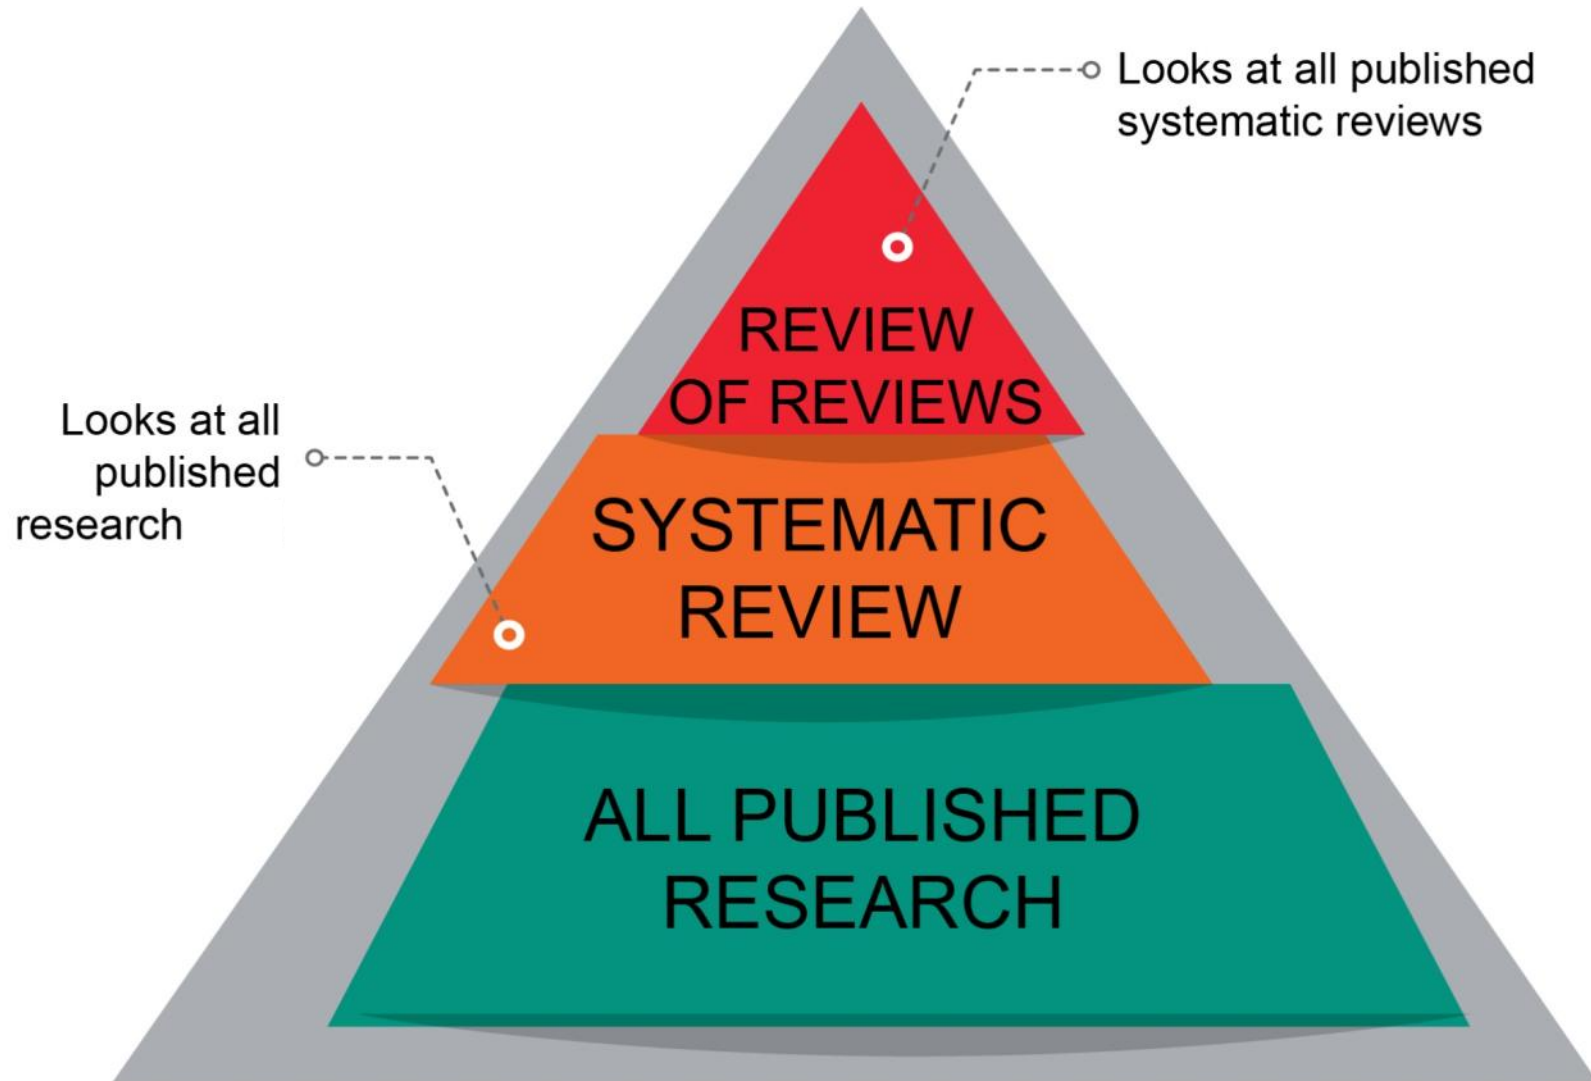 Looks at all published
systematic reviews
REVIEW
OF REVIEWS
Looks at all
published
research
SYSTEMATIC
REVIEW
ALL PUBLISHED
RESEARCH